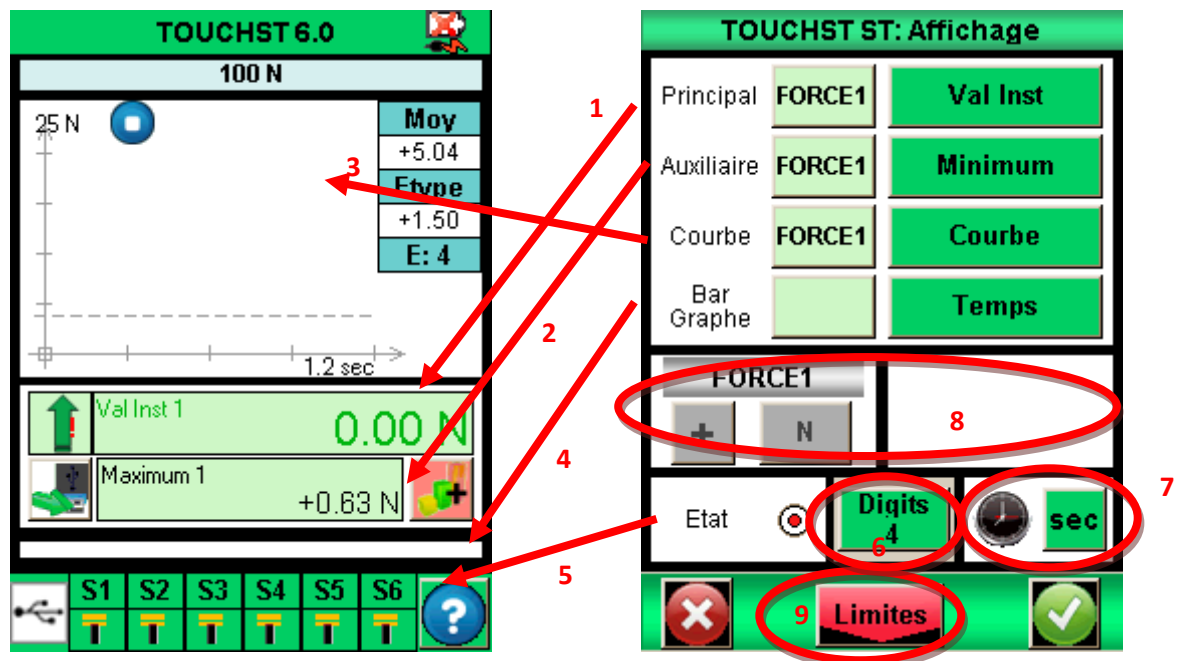 TOUCHST 6.0
100 N
25 N
Moy
+5.04
Etype
+1.50
E: 4
1.2 sec
Val Inst 1
0.00 N
Maximum 1
+0.63 N
S1 S2 S3 S4 S5 S6
?
1
2
3
4
5
TOUCHST ST: Affichage
Principal FORCE1 Val Inst
Auxiliaire FORCE1 Minimum
Courbe FORCE1 Courbe
Bar
Graphe
Temps
FORCE1
+ N
8
Etat
Digits
4
6
sec
7
9
Limites